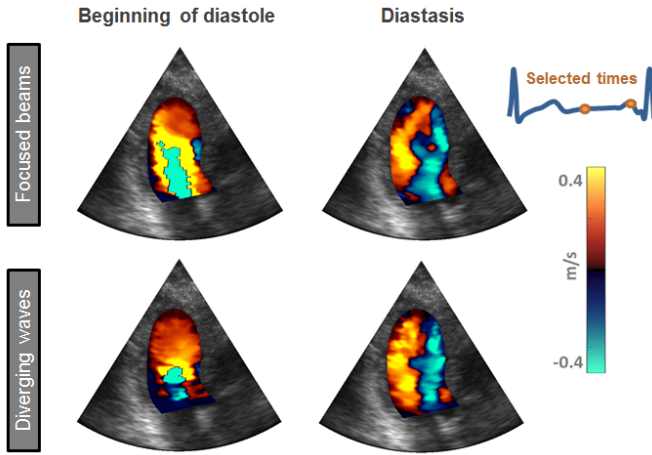 Beginning of diastole
Diastasis
Focused beams
Selected times
0.4
m/s
-0.4
Diverging waves